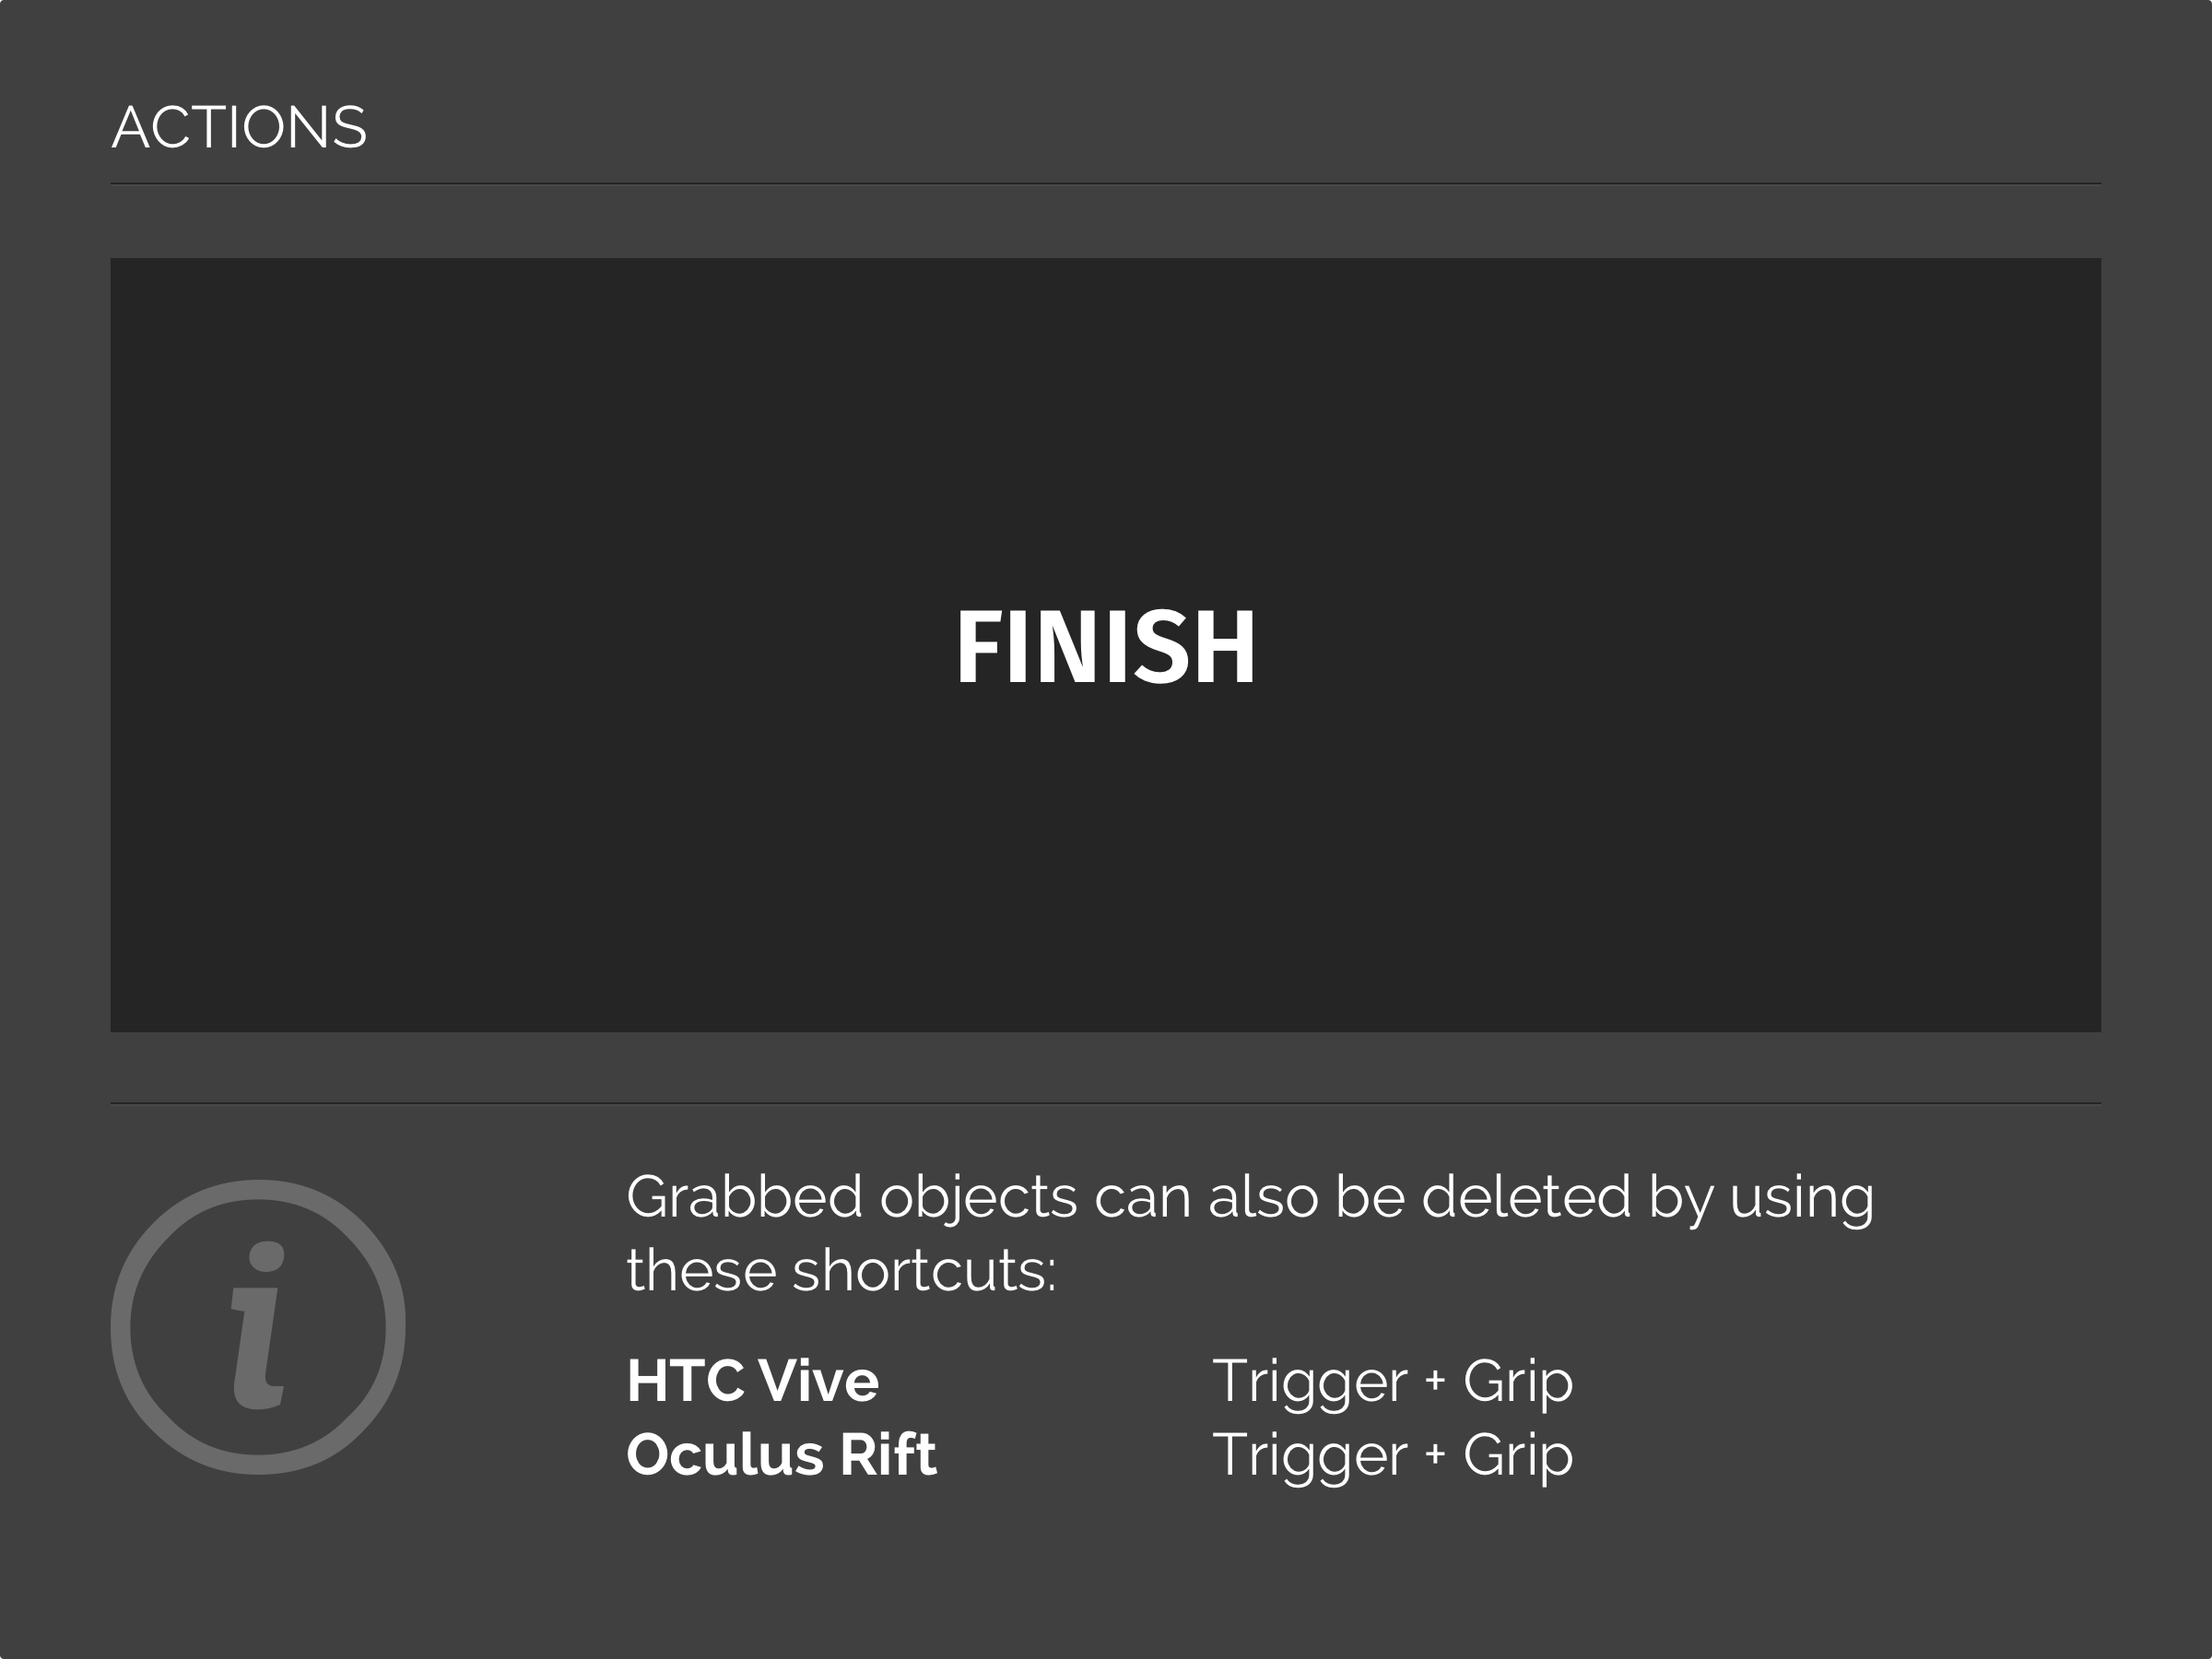 ACTIONS
FINISH
Grabbed objects can also be deleted by using
these shortcuts:
HTC Vive Trigger + Grip
Oculus Rift Trigger + Grip